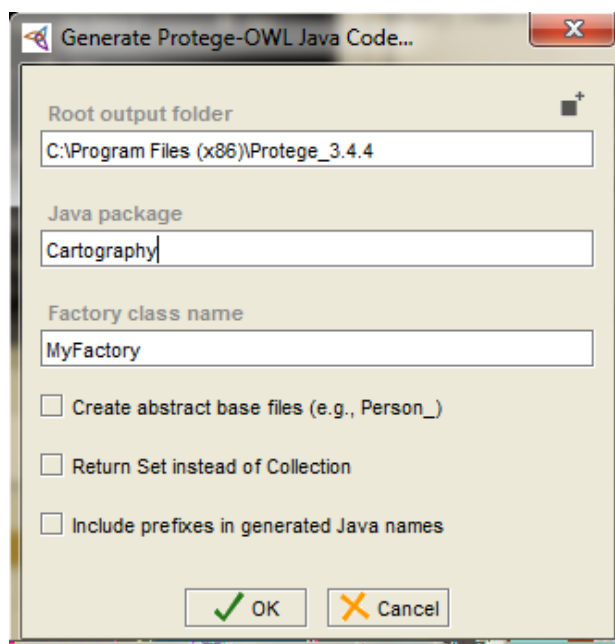 Generate Protege-OWL Java Code...
Root output folder
C:\Program Files (x86)\Protege_3.4.4
Java package
Cartography
Factory class name
MyFactory
Create abstract base files (e.g., Person_)
Return Set instead of Collection
Include prefixes in generated Java names
OK Cancel